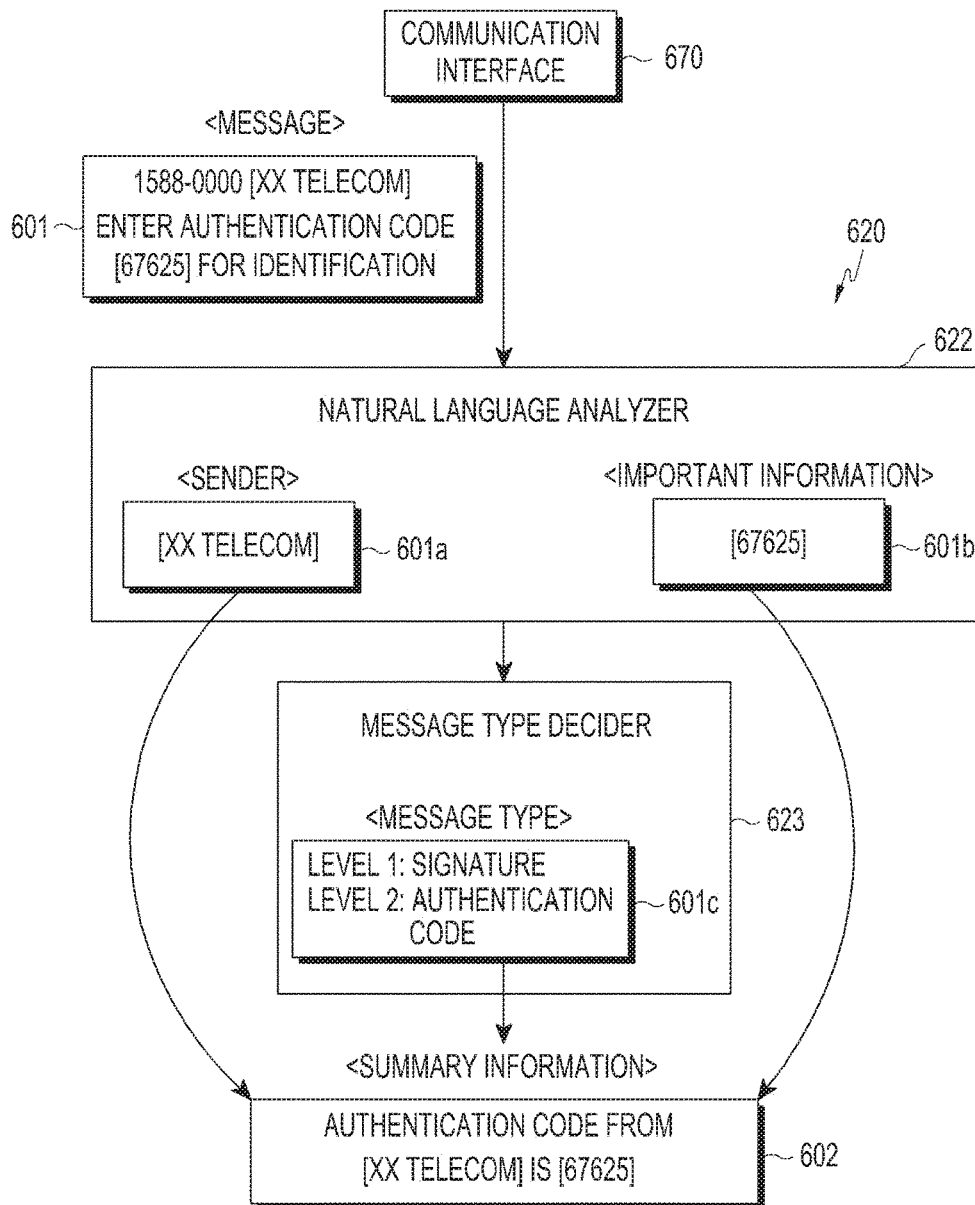 COMMUNICATION
INTERFACE
670
<MESSAGE>
1588-0000 [XX TELECOM]
ENTER AUTHENTICATION CODE
[67625] FOR IDENTIFICATION
601
620
622
NATURAL LANGUAGE ANALYZER
<SENDER>
[XX TELECOM]
601a
<IMPORTANT INFORMATION>
[67625]
601b
MESSAGE TYPE DECIDER
<MESSAGE TYPE>
623
LEVEL 1: SIGNATURE
LEVEL 2: AUTHENTICATION
CODE
601c
<SUMMARY INFORMATION>
AUTHENTICATION CODE FROM
[XX TELECOM] IS [67625]
602